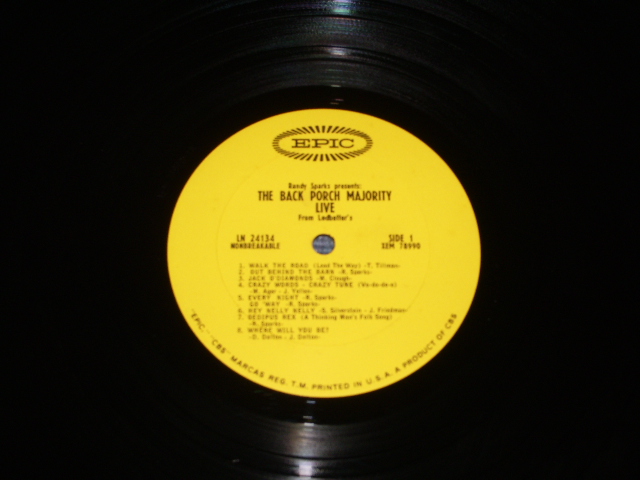 EPIC
Randy Sparks presents:
THE BACK PORCH MAJORITY
LIVE
From Ledbetter's
LN 24134 SIDE 1
NONBREAKABLE XEM 78990
1. WALK THE ROAD (Lead The Way) -T. Tillman-
2. OUT BEHIND THE BARN -R. Sparks-
3. JACK O'DIAMONDS -M. Clough-
4. CRAZY WORDS - CRAZY TUNE (Vo-do-de-o)
-M. Ager - J. Yellen-
5. EVERY NIGHT -R. Sparks-
GO 'WAY -R. Sparks-
6. HEY NELLY NELLY -S. Silverstein - J. Friedman-
7. OEDIPUS REX (A Thinking Man's Folk Song)
-R. Sparks-
8. WHERE WILL YOU BE?
"EPIC", "CBS" MARCAS REG. T.M. PRINTED IN U.S.A. A PRODUCT OF CBS